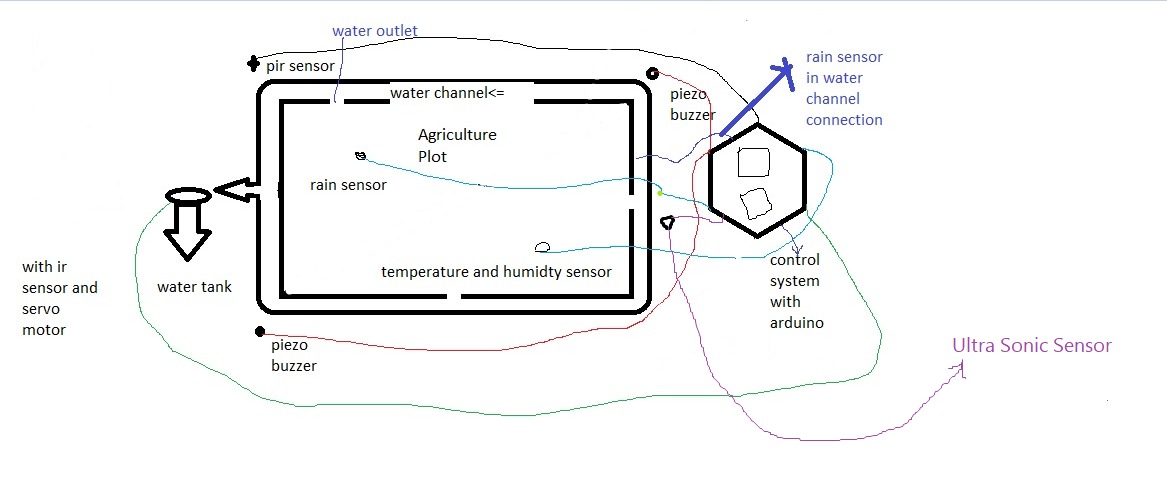 water outlet
pir sensor
rain sensor
in water
channel
connection
piezo
buzzer
water channel<=
Agriculture
Plot
rain sensor
temperature and humidty sensor
with ir
sensor and
servo
motor
water tank
control
system
with
arduino
piezo
buzzer
Ultra Sonic Sensor